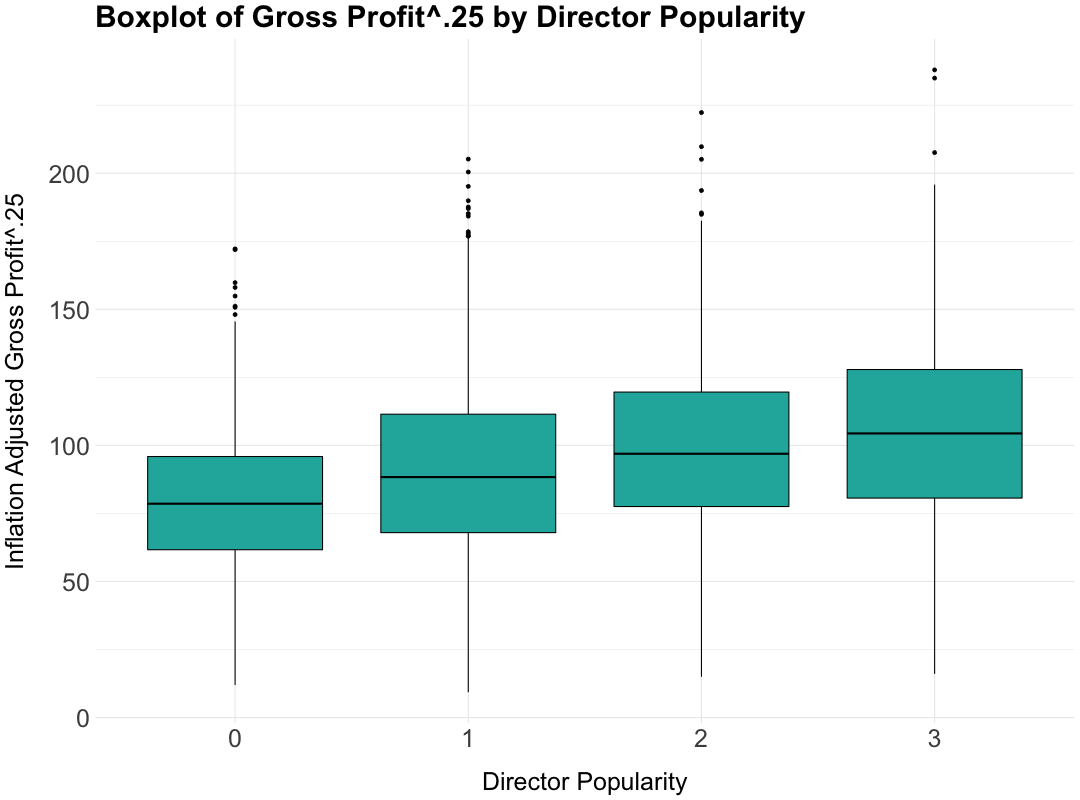 Boxplot of Gross Profit^.25 by Director Popularity
Inflation Adjusted Gross Profit^.25
200
150
100
50
0
0 1 2 3
Director Popularity